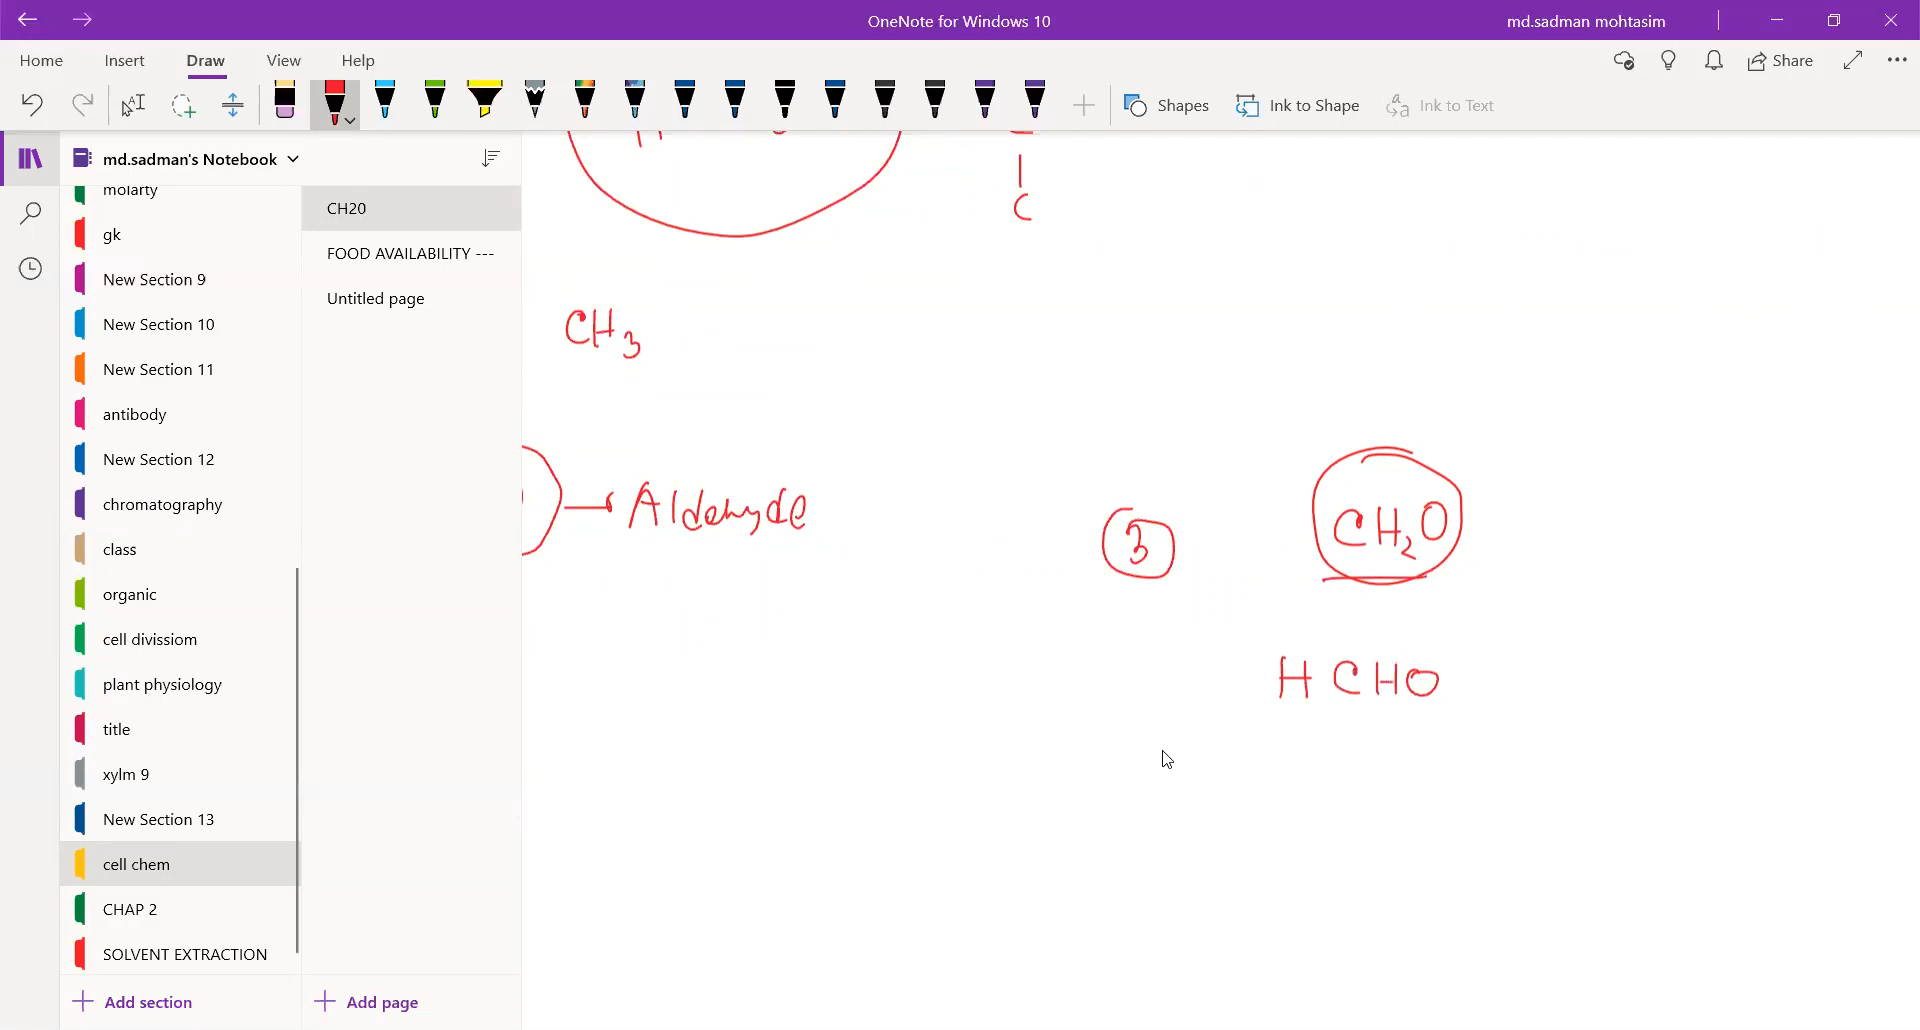 OneNote for Windows 10
md.sadman mohtasim
Home Insert Draw View Help
Share
Shapes
Ink to Shape
Ink to Text
md.sadman's Notebook
molarty
gk
New Section 9
New Section 10
New Section 11
antibody
New Section 12
chromatography
class
organic
cell divissiom
plant physiology
title
xylm 9
New Section 13
cell chem
CHAP 2
SOLVENT EXTRACTION
Add section
CH20
FOOD AVAILABILITY ---
Untitled page
Add page
C
CH3
Aldehyde
3
CH2O
H CHO